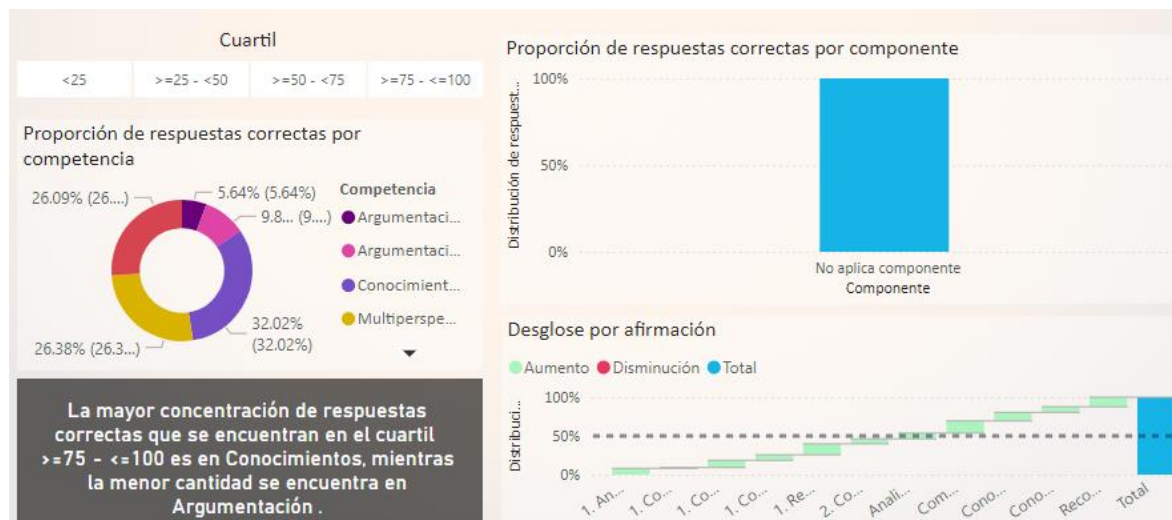 Cuartil
<25
>=25 - <50
>=50 - <75
>=75 - <=100
Proporción de respuestas correctas por
competencia
26.09% (26....)
5.64% (5.64%)
9.8... (9....)
32.02%
(32.02%)
26.38% (26.3...)
Competencia
Argumentaci...
Argumentaci...
Conocimient...
Multiperspe...
La mayor concentración de respuestas
correctas que se encuentran en el cuartil
>=75 - <=100 es en Conocimientos, mientras
la menor cantidad se encuentra en
Argumentación .
Proporción de respuestas correctas por componente
Distribución de respuest...
100%
50%
0%
No aplica componente
Componente
Desglose por afirmación
Aumento
Disminución
Total
Distribuci...
100%
50%
0%
1. An...
1. Co...
1. Co...
1. Co...
1. Re...
2. Co...
Anali...
Com...
Cono...
Cono...
Reco...
Total